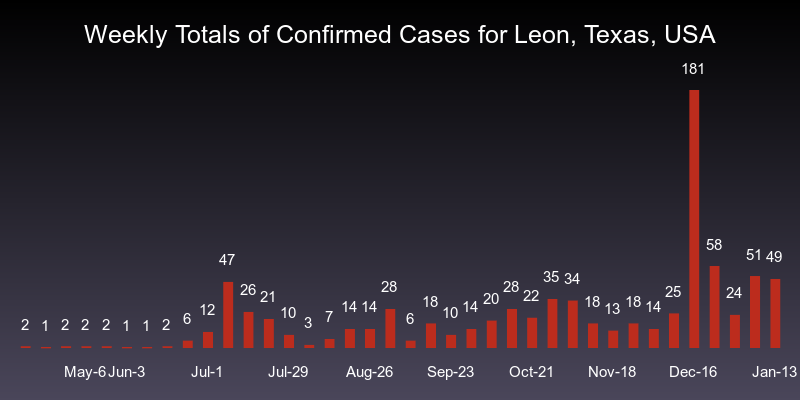 Weekly Totals of Confirmed Cases for Leon, Texas, USA
2 1 2 2 2 1 1 2 6 12 47 26 21 10 3 7 14 14 28 6 18 10 14 20 28 22 35 34 18 13 18 14 25 181 58 24 51 49
May-6 Jun-3 Jul-1 Jul-29 Aug-26 Sep-23 Oct-21 Nov-18 Dec-16 Jan-13